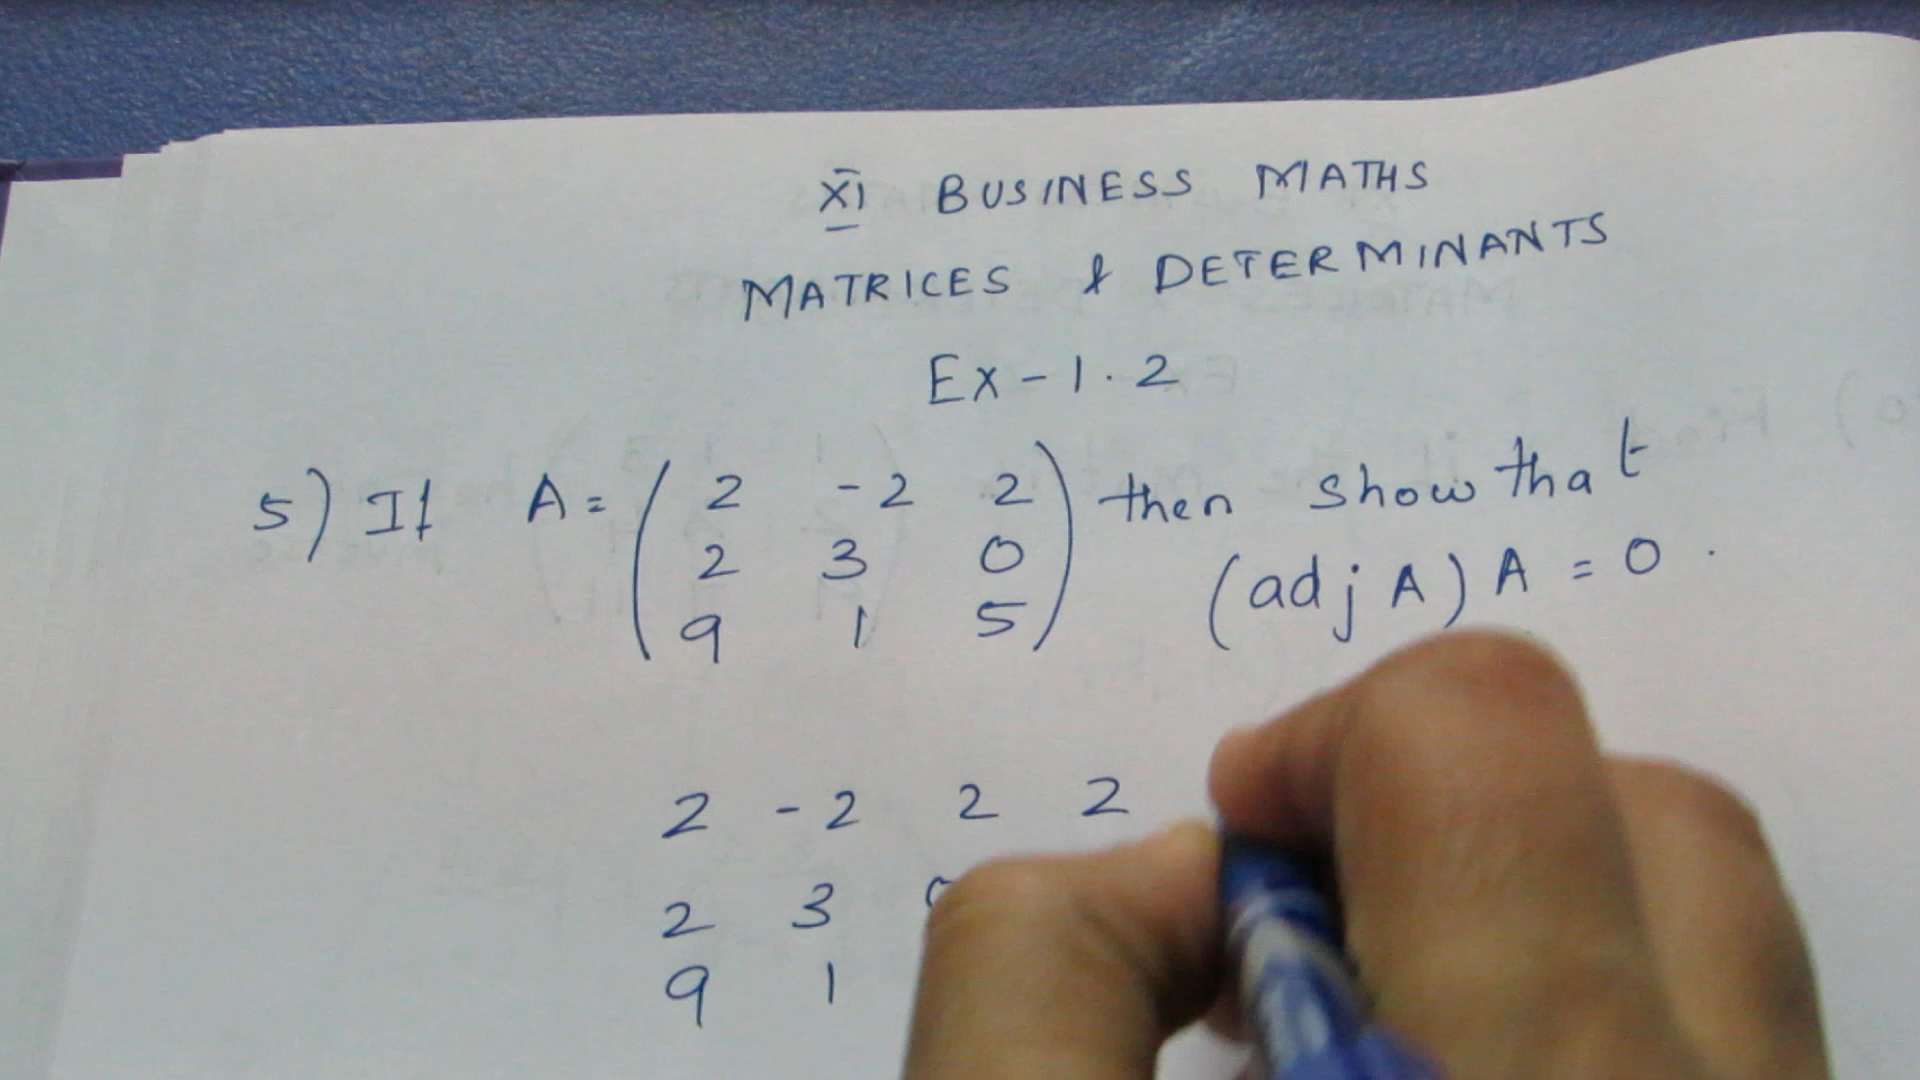 XI BUSINESS MATHS
MATRICES & DETERMINANTS
Ex - 1.2
5) If A = ( 2 -2 2 ) then show that
2 3 0 (adj A) A = 0.
9 1 5
2 -2 2 2
2 3
9 1